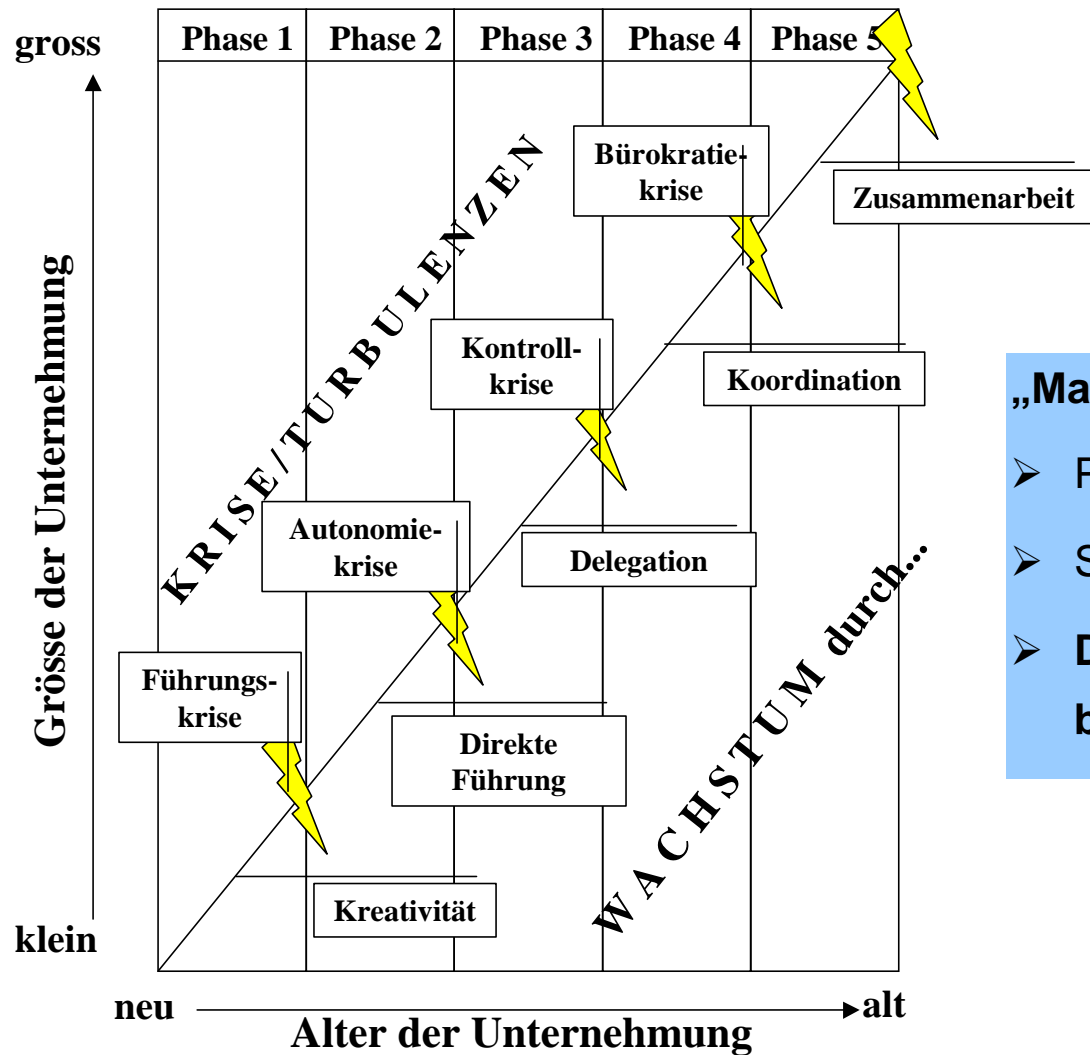 gross
Phase 1 Phase 2 Phase 3 Phase 4 Phase 5
Bürokratie-
krise
Zusammenarbeit
KRISE/TURBULENZEN
Kontroll-
krise
Koordination
Grösse der Unternehmung
Autonomie-
krise
Delegation
Führungs-
krise
Direkte
Führung
WACHSTUM durch...
Kreativität
klein
neu
alt
Alter der Unternehmung
„Ma
➢ 
➢ S
➢ D
b